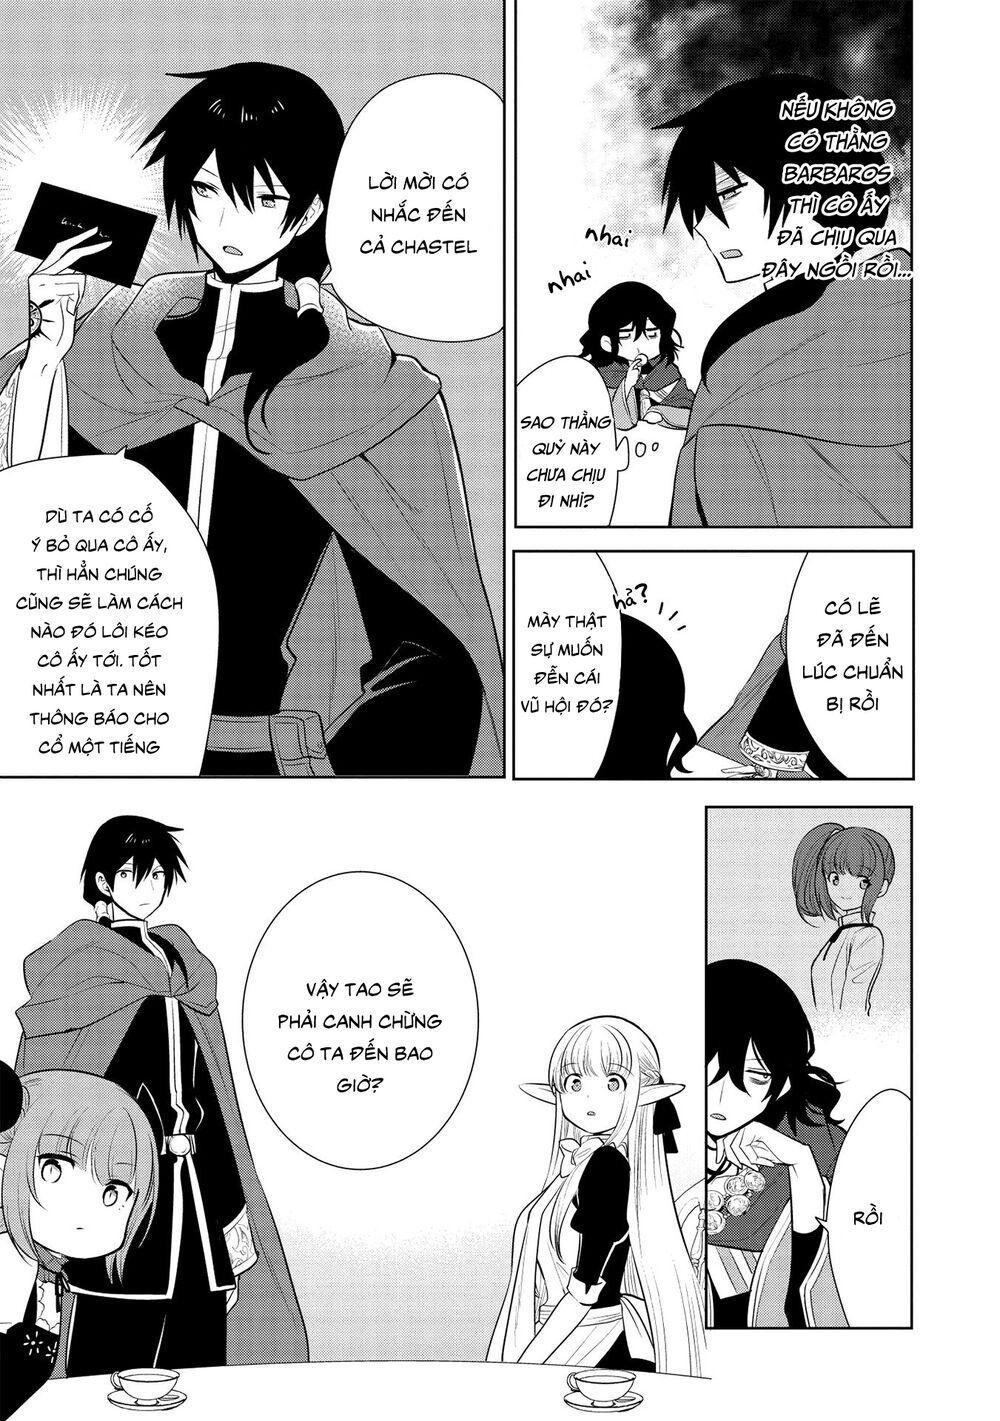 NẾU KHÔNG
CÓ THẰNG
BARBAROS
THÌ CÔ ẤY
ĐÃ CHỊU QUA
ĐÂY NGỒI RỒI...
nhai
nhai
SAO THẰNG
QUỶ NÀY
CHƯA CHỊU
ĐI NHỈ?
LỜI MỜI CÓ
NHẮC ĐẾN
CẢ CHASTEL
DÙ TA CÓ CỐ
Ý BỎ QUA CÔ ẤY,
THÌ HẲN CHÚNG
CŨNG SẼ LÀM CÁCH
NÀO ĐÓ LÔI KÉO
CÔ ẤY TỚI. TỐT
NHẤT LÀ TA NÊN
THÔNG BÁO CHO
CỔ MỘT TIẾNG
CÓ LẼ
ĐÃ ĐẾN
LÚC CHUẨN
BỊ RỒI
hả?
MÀY THẬT
SỰ MUỐN
ĐẾN CÁI
VŨ HỘI ĐÓ?
RỒI
VẬY TAO SẼ
PHẢI CANH CHỪNG
CÔ TA ĐẾN BAO
GIỜ?